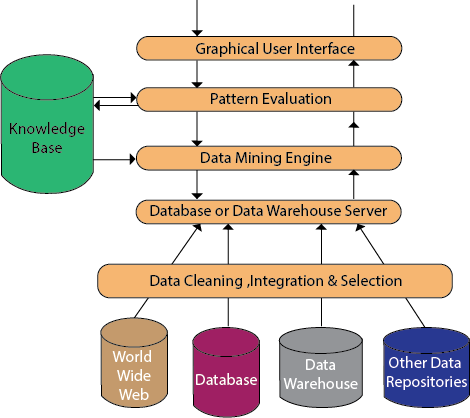 Graphical User Interface
Pattern Evaluation
Knowledge
Base
Data Mining Engine
Database or Data Warehouse Server
Data Cleaning ,Integration & Selection
World
Wide
Web
Database
Data
Warehouse
Other Data
Repositories